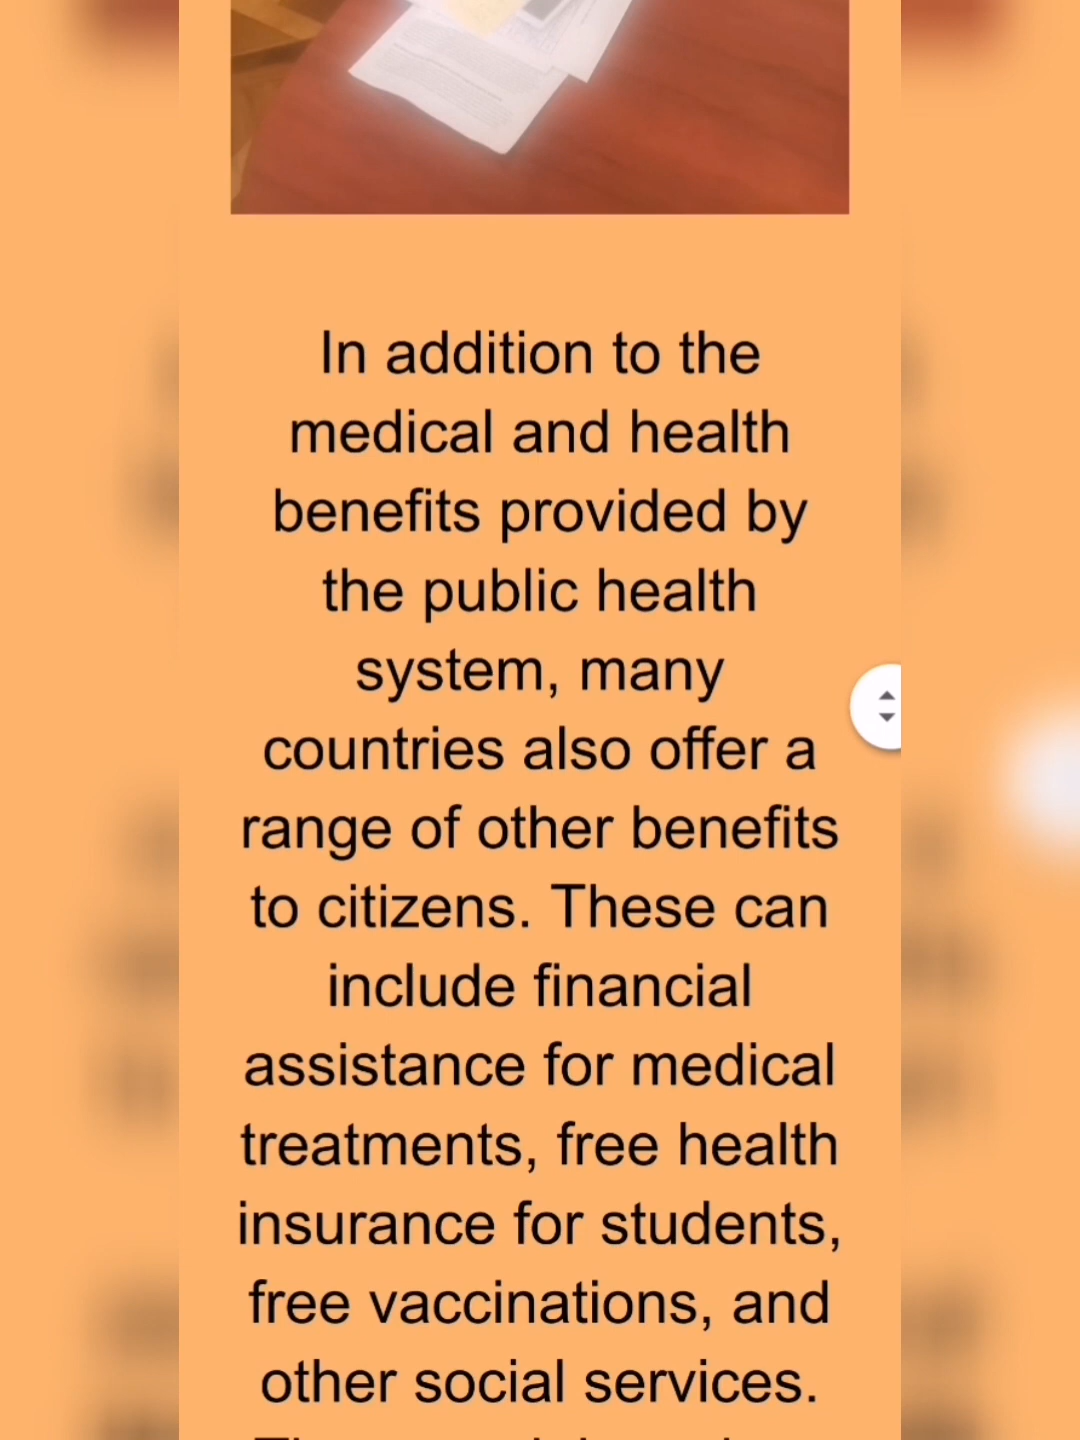 In addition to the
medical and health
benefits provided by
the public health
system, many
countries also offer a
range of other benefits
to citizens. These can
include financial
assistance for medical
treatments, free health
insurance for students,
free vaccinations, and
other social services.